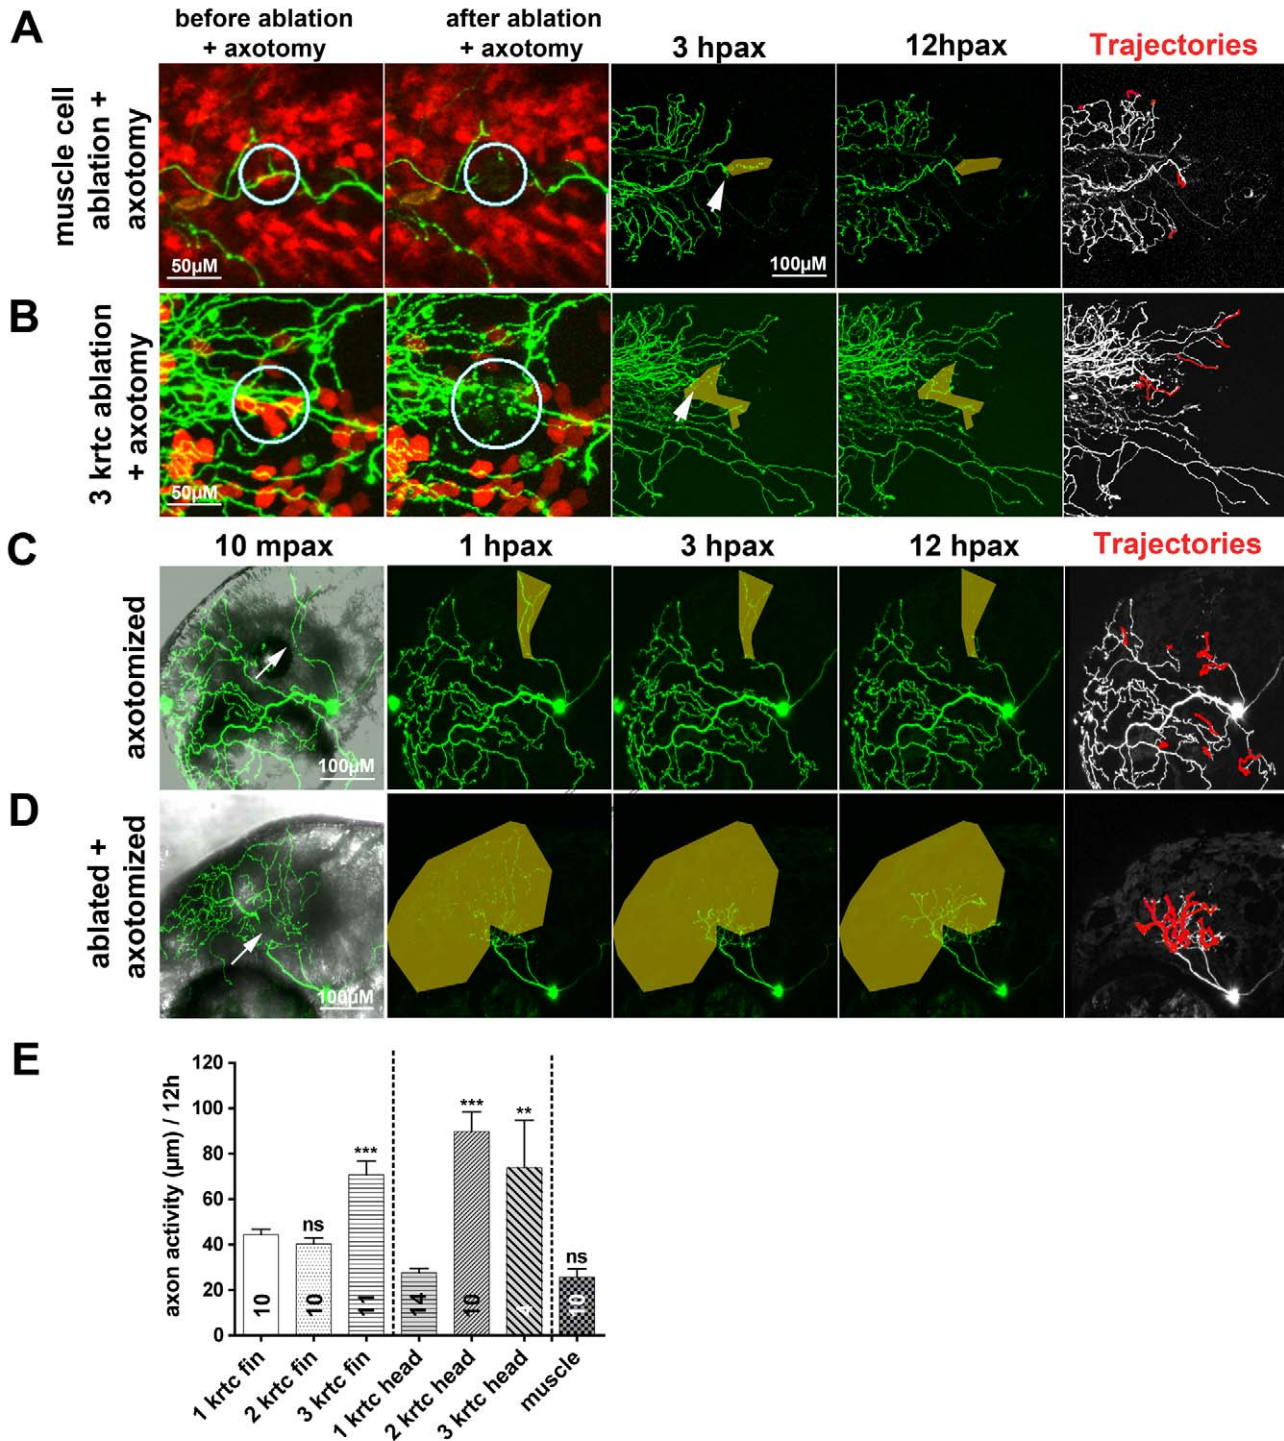 A
before ablation
+ axotomy
after ablation
+ axotomy
3 hpax
12hpax
Trajectories
muscle cell
ablation +
axotomy
50µM
100µM
B
3 krtc ablation
+ axotomy
50µM
C
10 mpax
1 hpax
3 hpax
12 hpax
Trajectories
axotomized
100µM
D
ablated +
axotomized
100µM
E
axon activity (µm) / 12h
120
100
80
60
40
20
0
ns
***
***
**
ns
10
10
11
14
10
4
10
1 krtc fin
2 krtc fin
3 krtc fin
1 krtc head
2 krtc head
3 krtc head
muscle